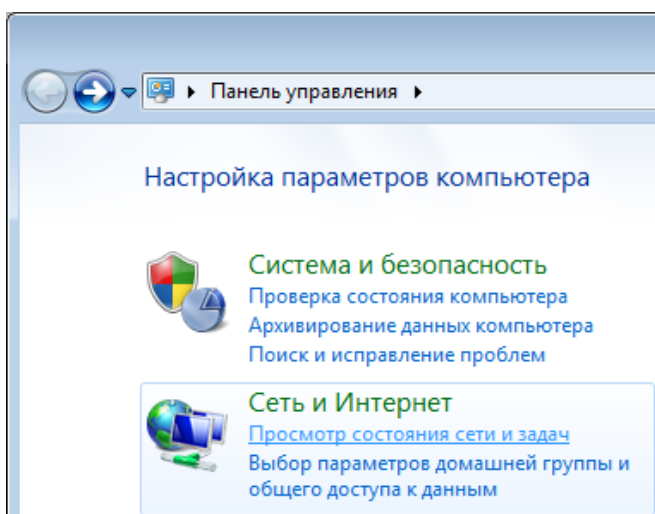 Панель управления
Настройка параметров компьютера
Система и безопасность
Проверка состояния компьютера
Архивирование данных компьютера
Поиск и исправление проблем
Сеть и Интернет
Просмотр состояния сети и задач
Выбор параметров домашней группы и
общего доступа к данным